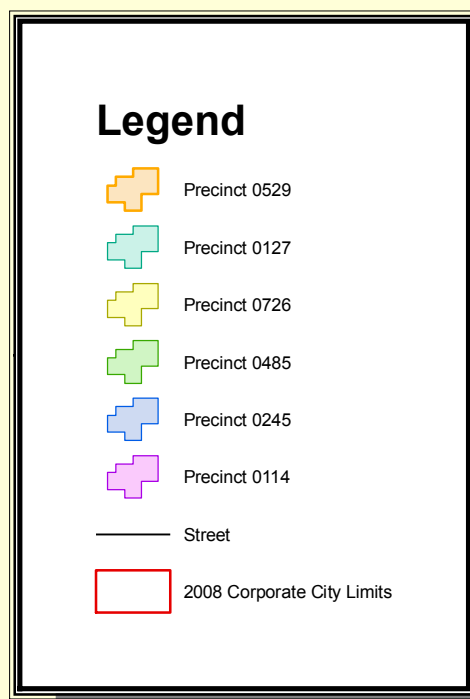 Legend
Precinct 0529
Precinct 0127
Precinct 0726
Precinct 0485
Precinct 0245
Precinct 0114
Street
2008 Corporate City Limits